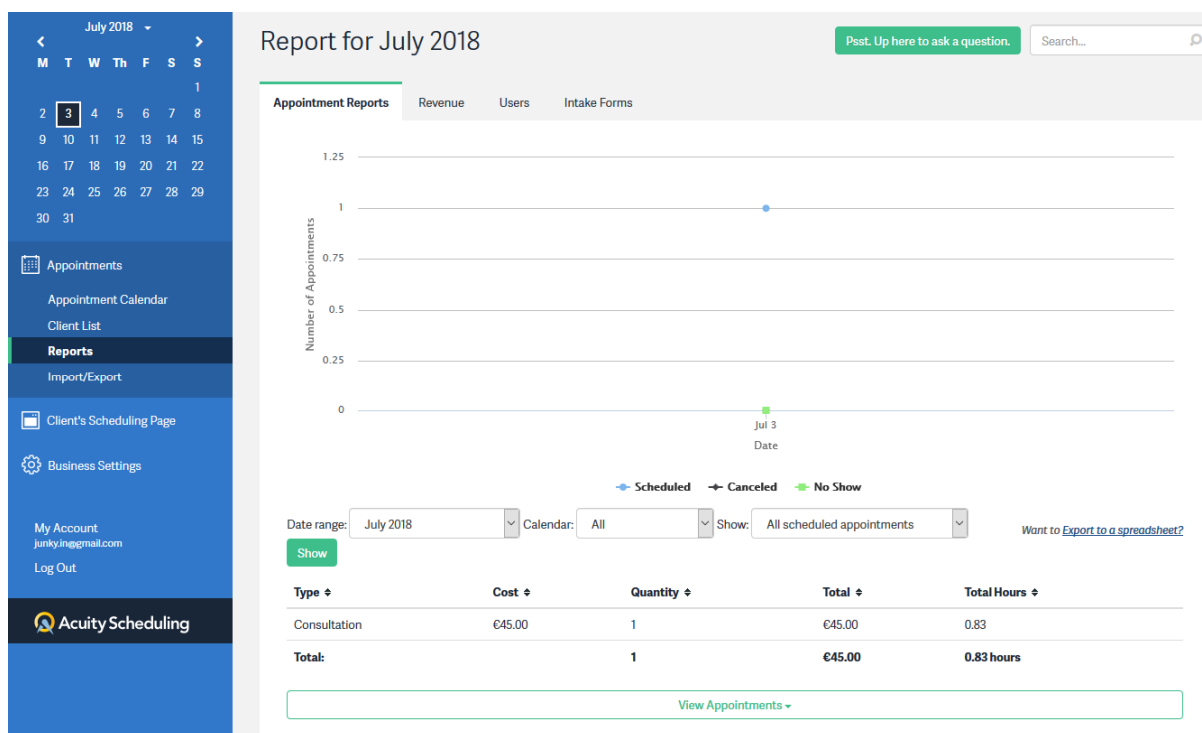 July 2018
M T W Th F S S
1
2 3 4 5 6 7 8
9 10 11 12 13 14 15
16 17 18 19 20 21 22
23 24 25 26 27 28 29
30 31
Appointments
Appointment Calendar
Client List
Reports
Import/Export
Client's Scheduling Page
Business Settings
My Account
junky.in@gmail.com
Log Out
Acuity Scheduling
Report for July 2018
Psst. Up here to ask a question.
Search...
Appointment Reports Revenue Users Intake Forms
1.25
1
0.75
0.5
0.25
0
Number of Appointments
Jul 3
Date
Scheduled Canceled No Show
Date range: July 2018 Calendar: All Show: All scheduled appointments
Want to Export to a spreadsheet?
Show
Type Cost Quantity Total Total Hours
Consultation €45.00 1 €45.00 0.83
Total: 1 €45.00 0.83 hours
View Appointments